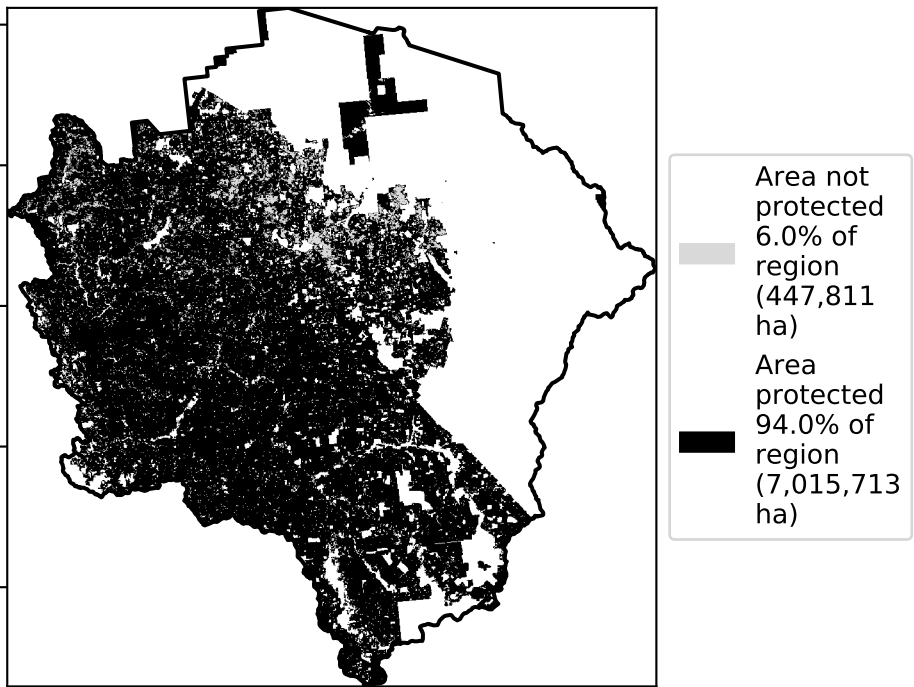 Area not
protected
6.0% of
region
(447,811
ha)
Area
protected
94.0% of
region
(7,015,713
ha)